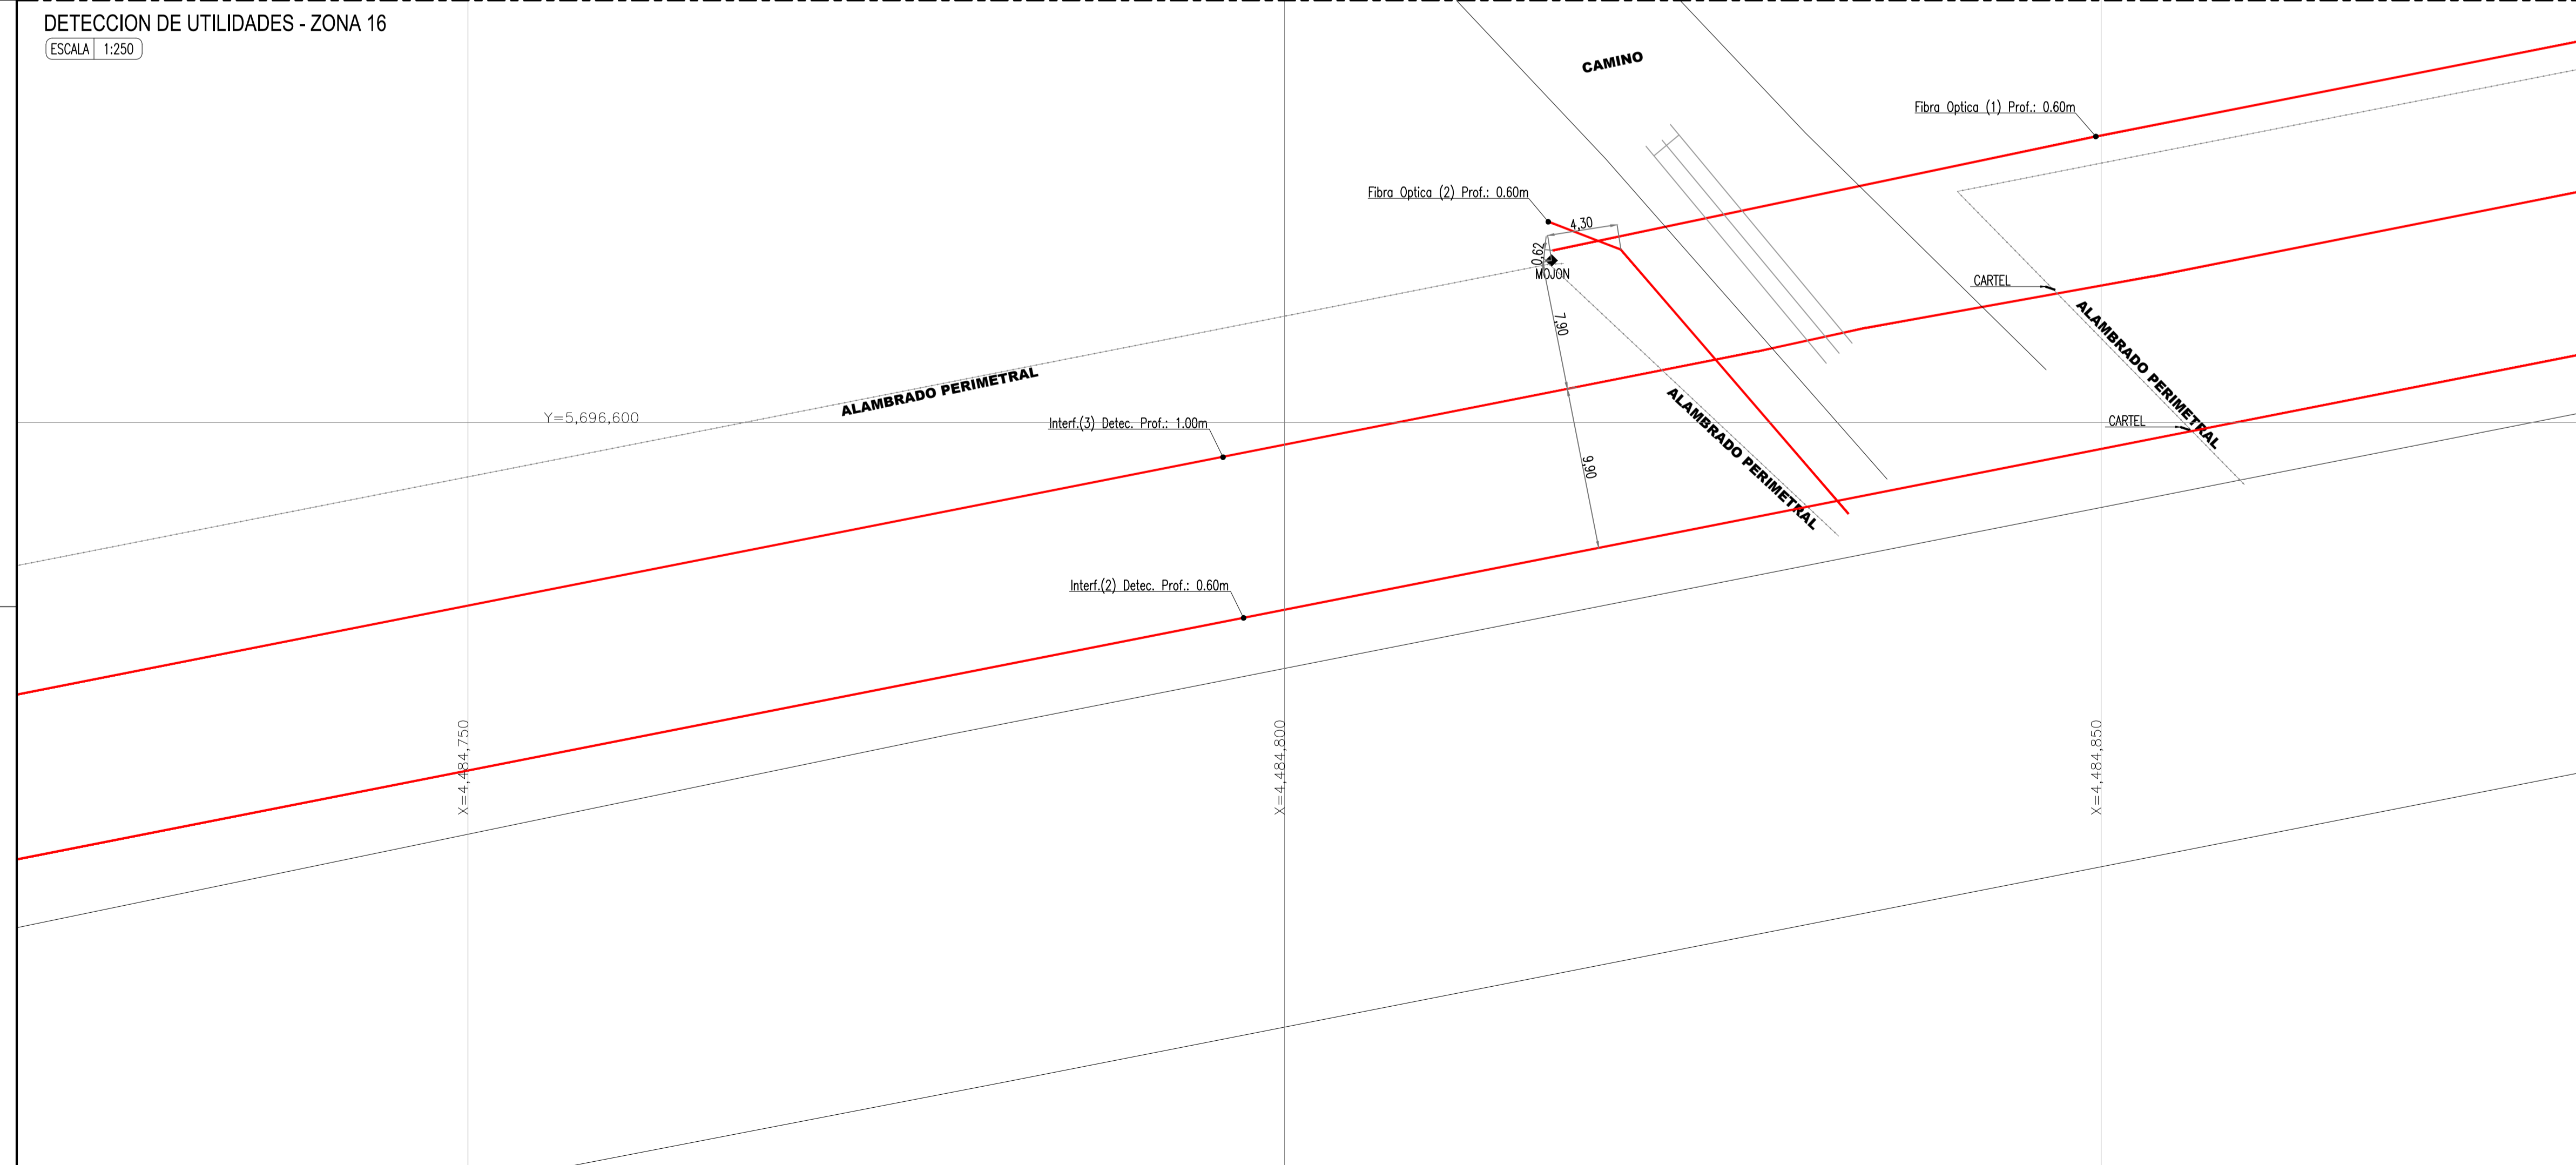 DETECCION DE UTILIDADES - ZONA 16
ESCALA 1:250
CAMINO
Fibra Optica (1) Prof.: 0.60m
Fibra Optica (2) Prof.: 0.60m
4,30
0,62
MOJON
CARTEL
7,90
ALAMBRADO PERIMETRAL
ALAMBRADO PERIMETRAL
ALAMBRADO PERIMETRAL
Y=5,696,600
Interf.(3) Detec. Prof.: 1.00m
CARTEL
9,90
Interf.(2) Detec. Prof.: 0.60m
X=4,484,750
X=4,484,800
X=4,484,850